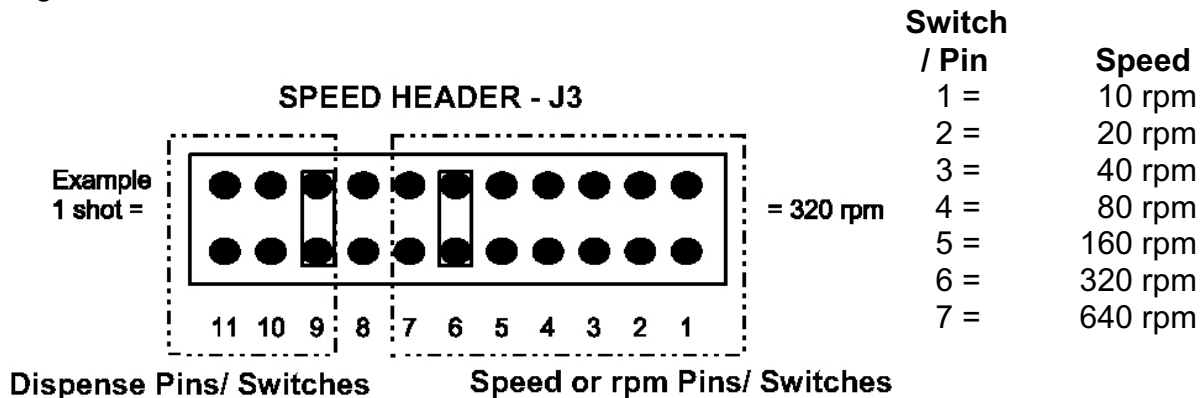 Switch
/ Pin Speed
1 = 10 rpm
2 = 20 rpm
3 = 40 rpm
4 = 80 rpm
5 = 160 rpm
6 = 320 rpm
7 = 640 rpm
SPEED HEADER - J3
Example
1 shot =
= 320 rpm
11 10 9 8 7 6 5 4 3 2 1
Dispense Pins/ Switches
Speed or rpm Pins/ Switches